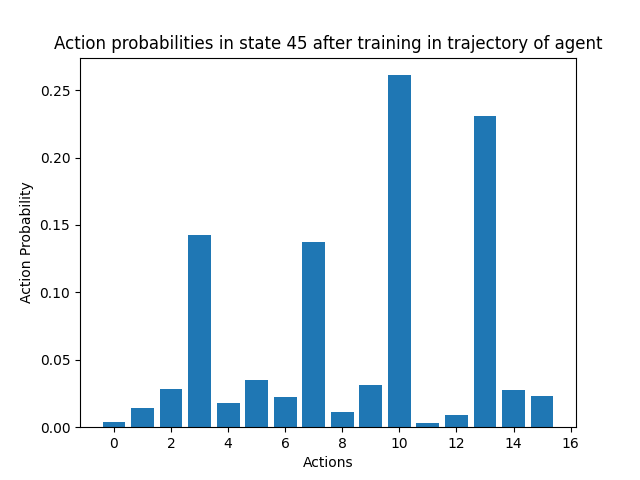 Action probabilities in state 45 after training in trajectory of agent
0.25
0.20
0.15
0.10
0.05
0.00
Action Probability
0 2 4 6 8 10 12 14 16
Actions